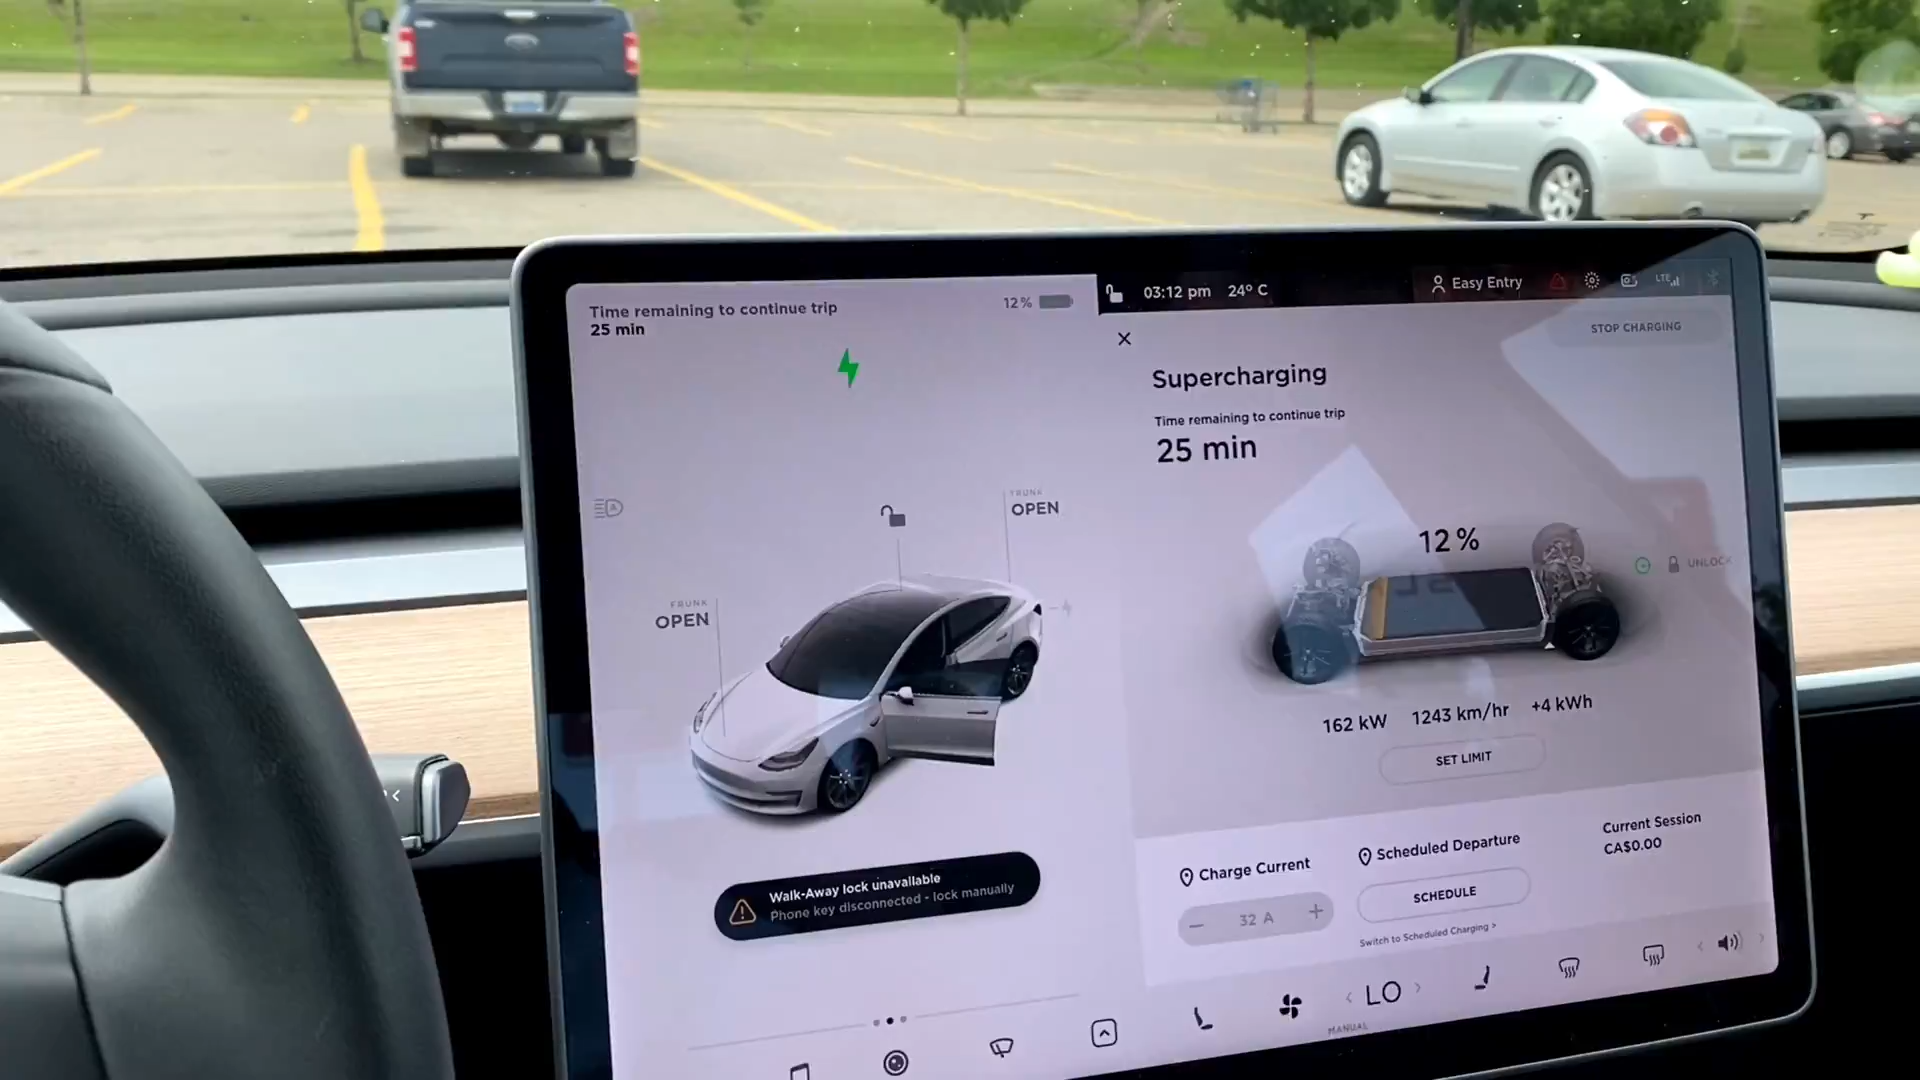 Time remaining to continue trip
25 min
12 %
03:12 pm 24° C
Easy Entry
LTE
STOP CHARGING
Supercharging
Time remaining to continue trip
25 min
TRUNK
OPEN
FRUNK
OPEN
12 %
UNLOCK
162 kW 1243 km/hr +4 kWh
SET LIMIT
Walk-Away lock unavailable
Phone key disconnected - lock manually
Charge Current
32 A
Scheduled Departure
SCHEDULE
Switch to Scheduled Charging >
Current Session
CA$0.00
LO
MANUAL